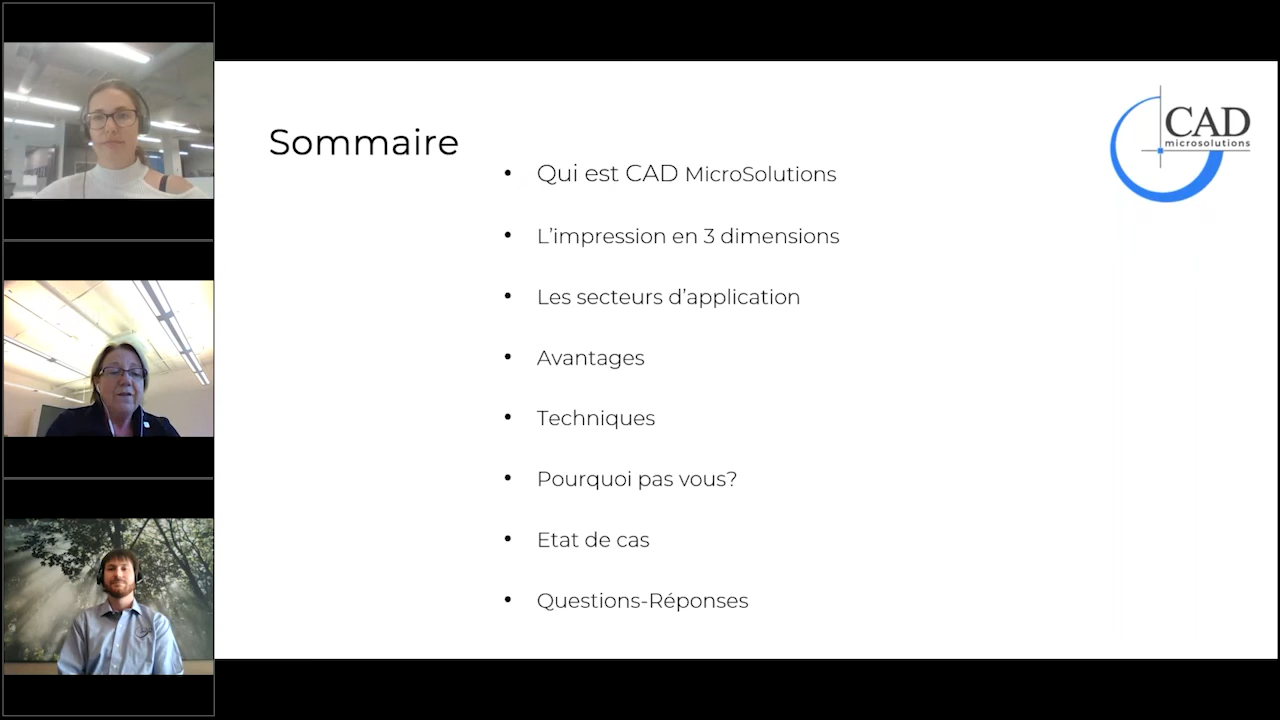 Sommaire
CAD
microsolutions
• Qui est CAD MicroSolutions
• L’impression en 3 dimensions
• Les secteurs d’application
• Avantages
• Techniques
• Pourquoi pas vous?
• Etat de cas
• Questions-Réponses